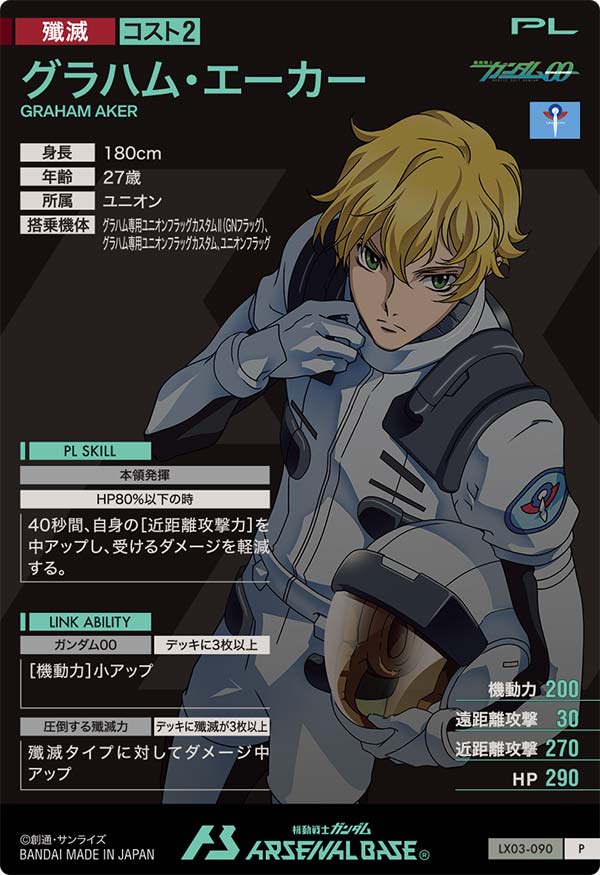 殲滅 コスト2
PL
グラハム・エーカー
GRAHAM AKER
機動戦士ガンダム00
身長 180cm
年齢 27歳
所属 ユニオン
搭乗機体 グラハム専用ユニオンフラッグカスタムⅡ(GNフラッグ)、
グラハム専用ユニオンフラッグカスタム、ユニオンフラッグ
PL SKILL
本領発揮
HP80%以下の時
40秒間、自身の[近距離攻撃力]を
中アップし、受けるダメージを軽減
する。
LINK ABILITY
ガンダム00 デッキに3枚以上
[機動力]小アップ
圧倒する殲滅力 デッキに殲滅が3枚以上
殲滅タイプに対してダメージ中
アップ
機動力 200
遠距離攻撃 30
近距離攻撃 270
HP 290
©創通・サンライズ
BANDAI MADE IN JAPAN
機動戦士ガンダム
ARSENAL BASE®
LX03-090 P